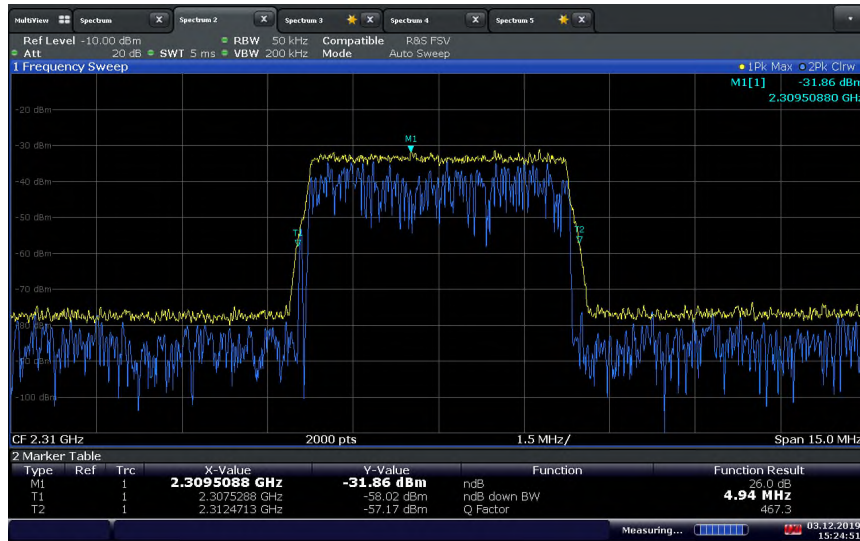 MultiView Spectrum X Spectrum 2 X Spectrum 3 X Spectrum 4 X Spectrum 5 X
Ref Level -10.00 dBm RBW 50 kHz Compatible R&S FSV
Att 20 dB SWT 5 ms VBW 200 kHz Mode Auto Sweep
1 Frequency Sweep 1Pk Max 2Pk Clrw
M1[1] -31.86 dBm
2.30950880 GHz
-20 dBm
M1
-30 dBm
-40 dBm
-50 dBm
T1 T2
-60 dBm
-70 dBm
-80 dBm
-90 dBm
-100 dBm
CF 2.31 GHz 2000 pts 1.5 MHz/ Span 15.0 MHz
2 Marker Table
Type Ref Trc X-Value Y-Value Function Function Result
M1 1 2.3095088 GHz -31.86 dBm ndB 26.0 dB
T1 1 2.3075288 GHz -58.02 dBm ndB down BW 4.94 MHz
T2 1 2.3124713 GHz -57.17 dBm Q Factor 467.3
Measuring... 03.12.2019
15:24:51